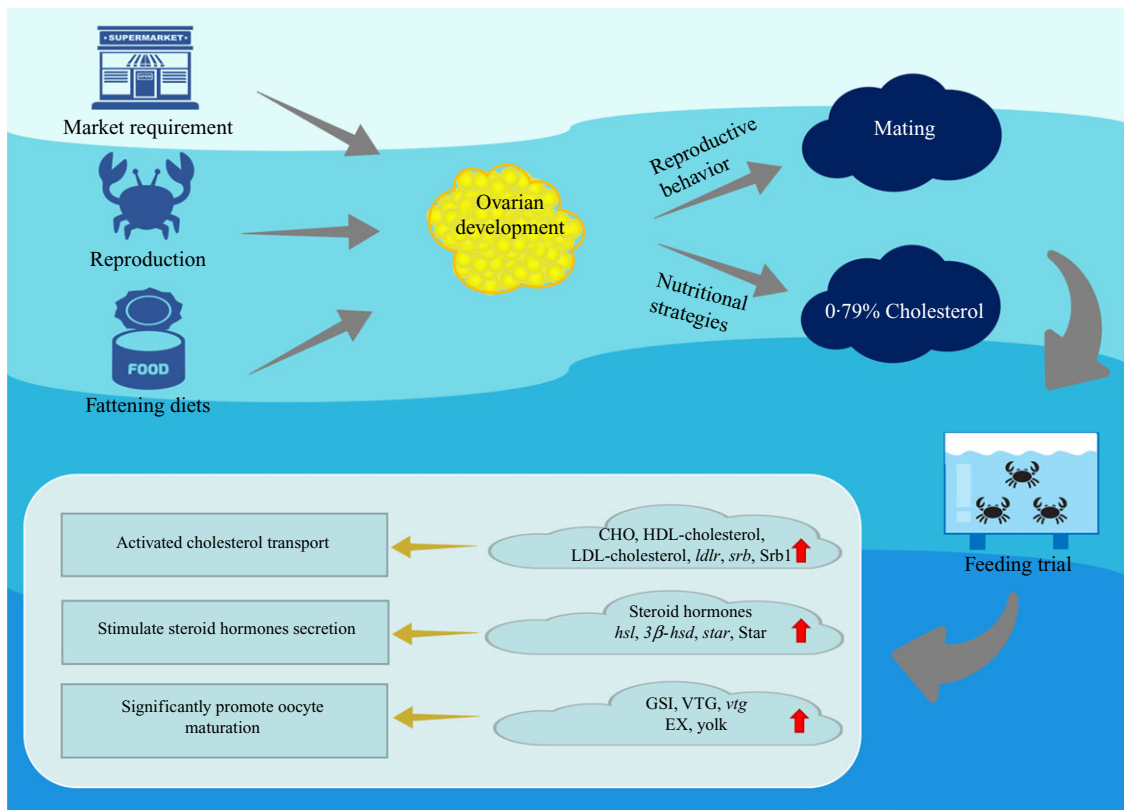 SUPERMARKET
OPEN
Market requirement
Reproduction
FOOD
Fattening diets
Ovarian
development
Reproductive
behavior
Mating
Nutritional
strategies
0·79% Cholesterol
Feeding trial
Activated cholesterol transport
CHO, HDL-cholesterol,
LDL-cholesterol, ldlr, srb, Srb1
Stimulate steroid hormones secretion
Steroid hormones
hsl, 3β-hsd, star, Star
Significantly promote oocyte
maturation
GSI, VTG, vtg
EX, yolk